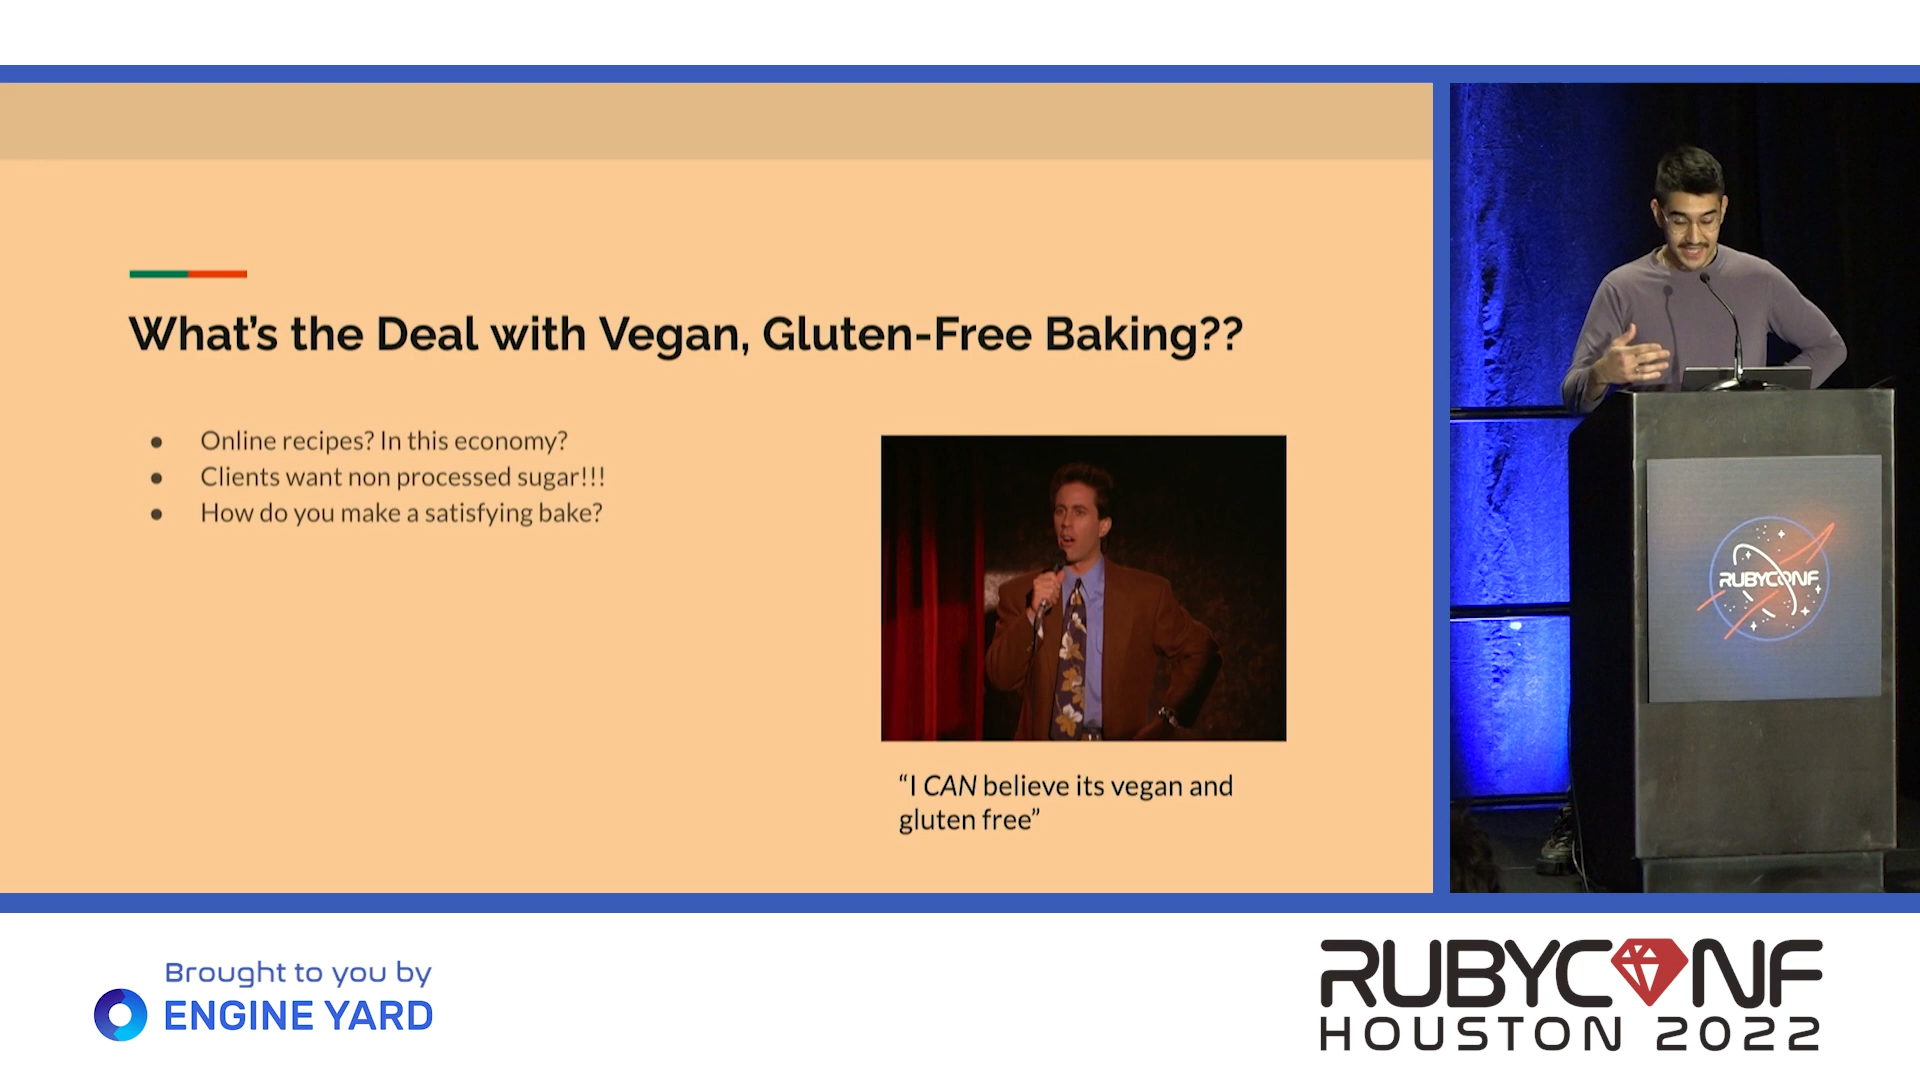 What's the Deal with Vegan, Gluten-Free Baking??
● Online recipes? In this economy?
● Clients want non processed sugar!!!
● How do you make a satisfying bake?
“I CAN believe its vegan and
gluten free”
RUBYCONF
Brought to you by
ENGINE YARD
RUBYCONF
HOUSTON 2022